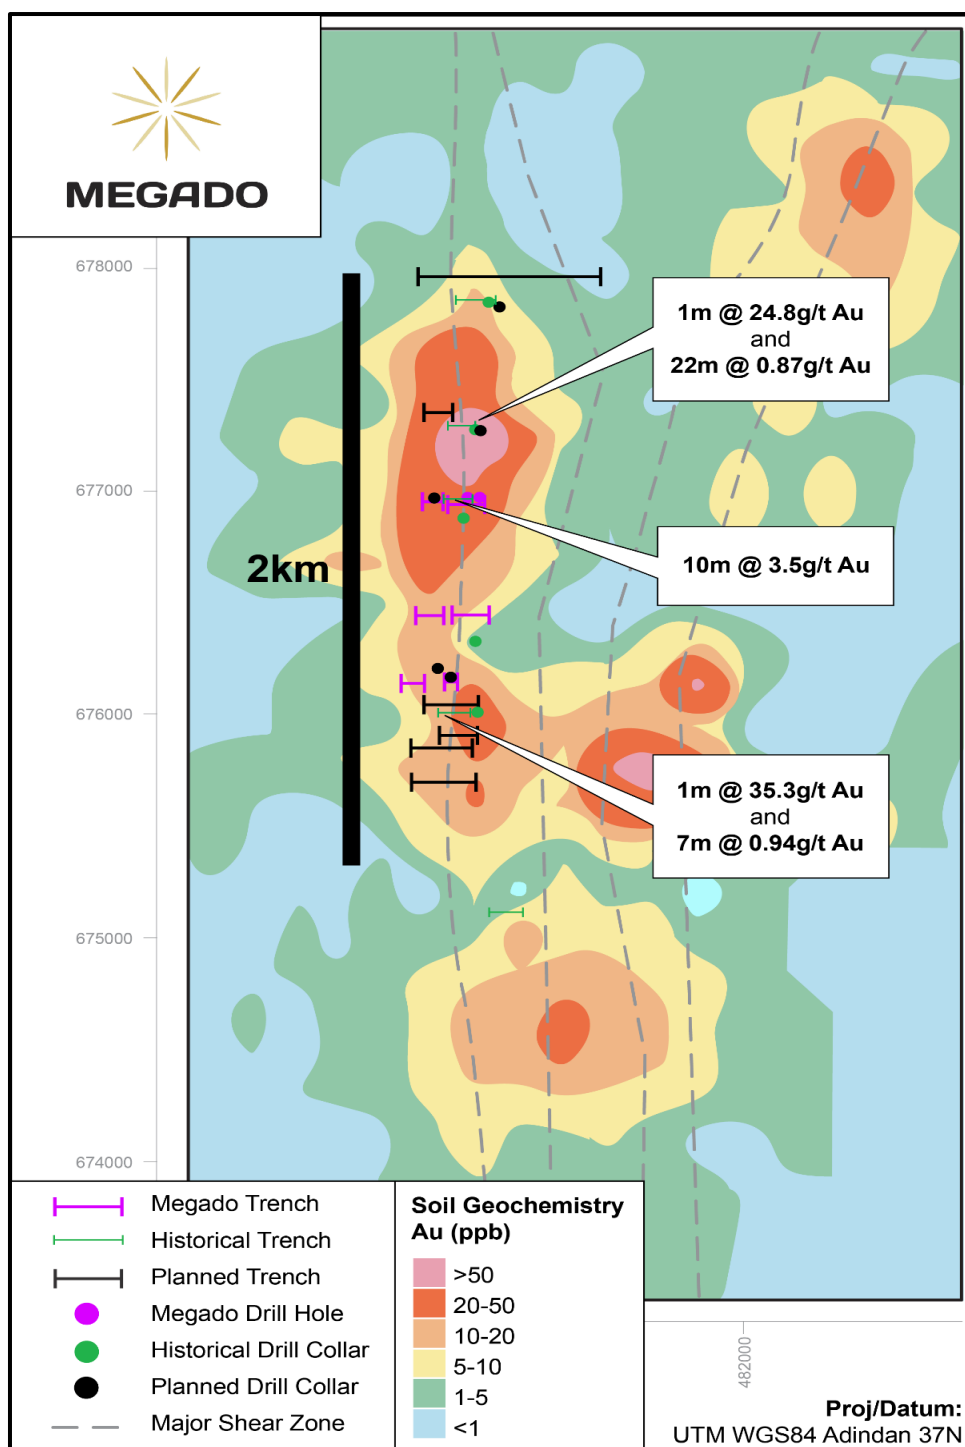 MEGADO
678000
1m @ 24.8g/t Au
and
22m @ 0.87g/t Au
677000
10m @ 3.5g/t Au
2km
676000
1m @ 35.3g/t Au
and
7m @ 0.94g/t Au
675000
674000
Megado Trench
Historical Trench
Planned Trench
Megado Drill Hole
Historical Drill Collar
Planned Drill Collar
Major Shear Zone
Soil Geochemistry
Au (ppb)
>50
20-50
10-20
5-10
1-5
<1
482000
Proj/Datum:
UTM WGS84 Adindan 37N